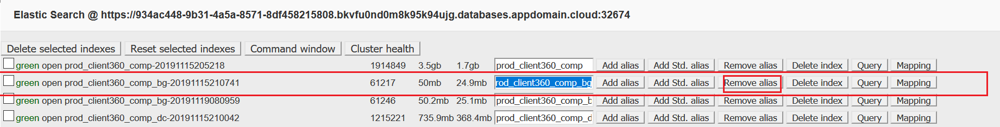 Elastic Search @ https://934ac448-9b31-4a5a-8571-8df458215808.bkvfu0nd0m8k95k94ujg.databases.appdomain.cloud:32674
Delete selected indexes Reset selected indexes Command window Cluster health
green open prod_client360_comp-20191115205218 1914849 3.5gb 1.7gb prod_client360_comp Add alias Add Std. alias Remove alias Delete index Query Mapping
green open prod_client360_comp_bg-20191115210741 61217 50mb 24.9mb rod_client360_comp_bg Add alias Add Std. alias Remove alias Delete index Query Mapping
green open prod_client360_comp_bg-20191119080959 61246 50.2mb 25.1mb prod_client360_comp_b Add alias Add Std. alias Remove alias Delete index Query Mapping
green open prod_client360_comp_dc-20191115210042 1215221 735.9mb 368.4mb prod_client360_comp_d Add alias Add Std. alias Remove alias Delete index Query Mapping